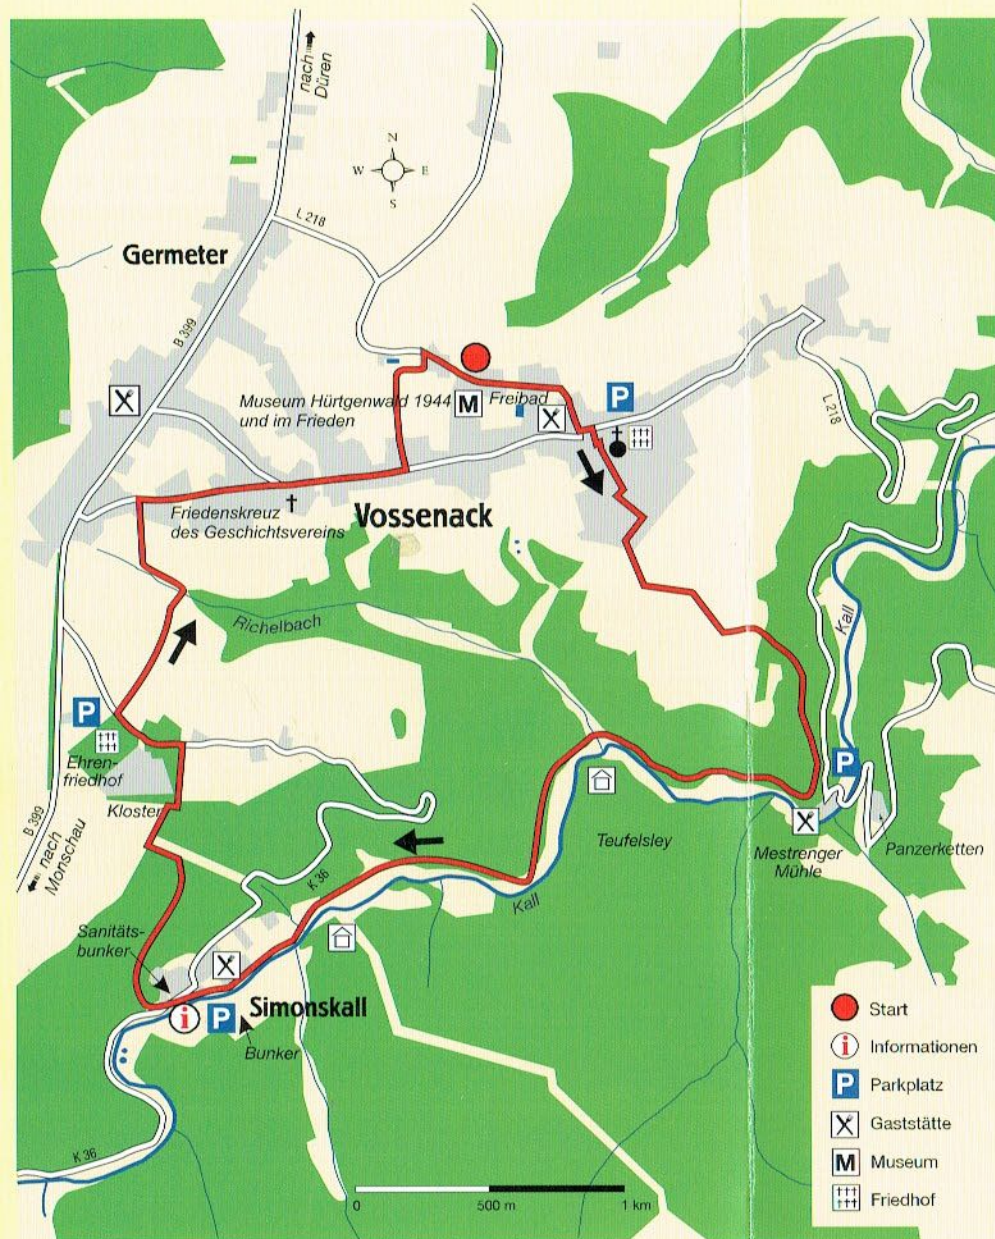 nach
Düren
N
W E
S
L 218
Germeter
B 399
Museum Hürtgenwald 1944
und im Frieden
M
Freibad
P
L 218
Friedenskreuz
des Geschichtsvereins
Vossenack
Kall
Richelbach
P
Ehren-
friedhof
Kloster
P
B 399
nach
Monschau
Teufelsley
Mestrenger
Mühle
Panzerketten
K 36
Kall
Sanitäts-
bunker
i
P
Simonskall
Bunker
K 36
Start
i
Informationen
P
Parkplatz
Gaststätte
M
Museum
Friedhof
0 500 m 1 km